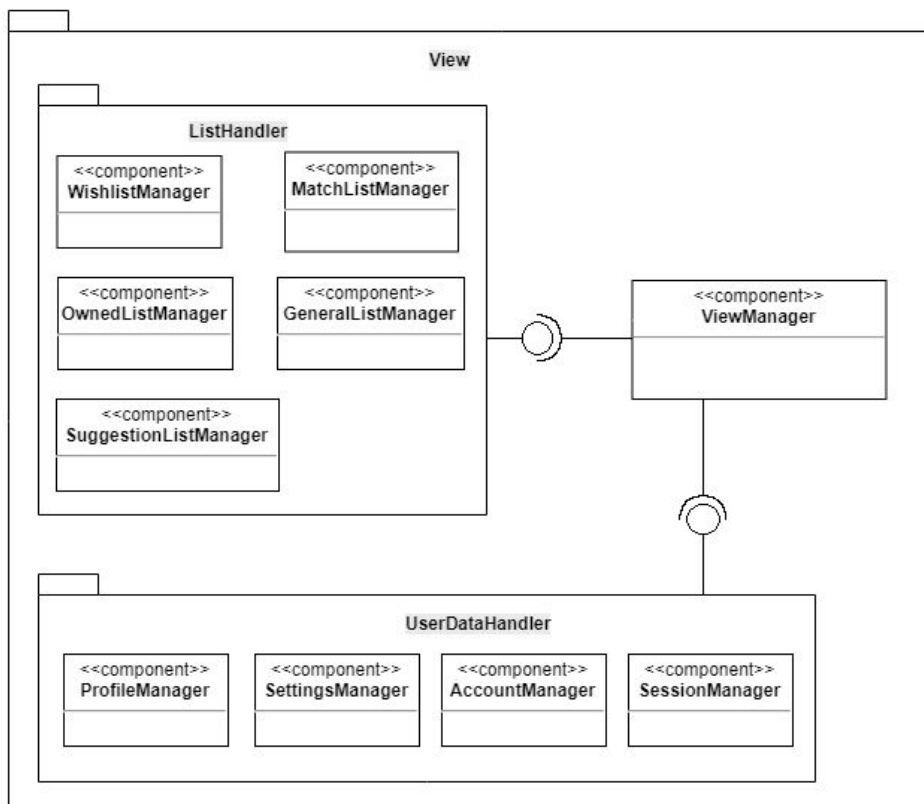 View
ListHandler
<<component>>
WishlistManager
<<component>>
MatchListManager
<<component>>
OwnedListManager
<<component>>
GeneralListManager
<<component>>
SuggestionListManager
<<component>>
ViewManager
UserDataHandler
<<component>>
ProfileManager
<<component>>
SettingsManager
<<component>>
AccountManager
<<component>>
SessionManager